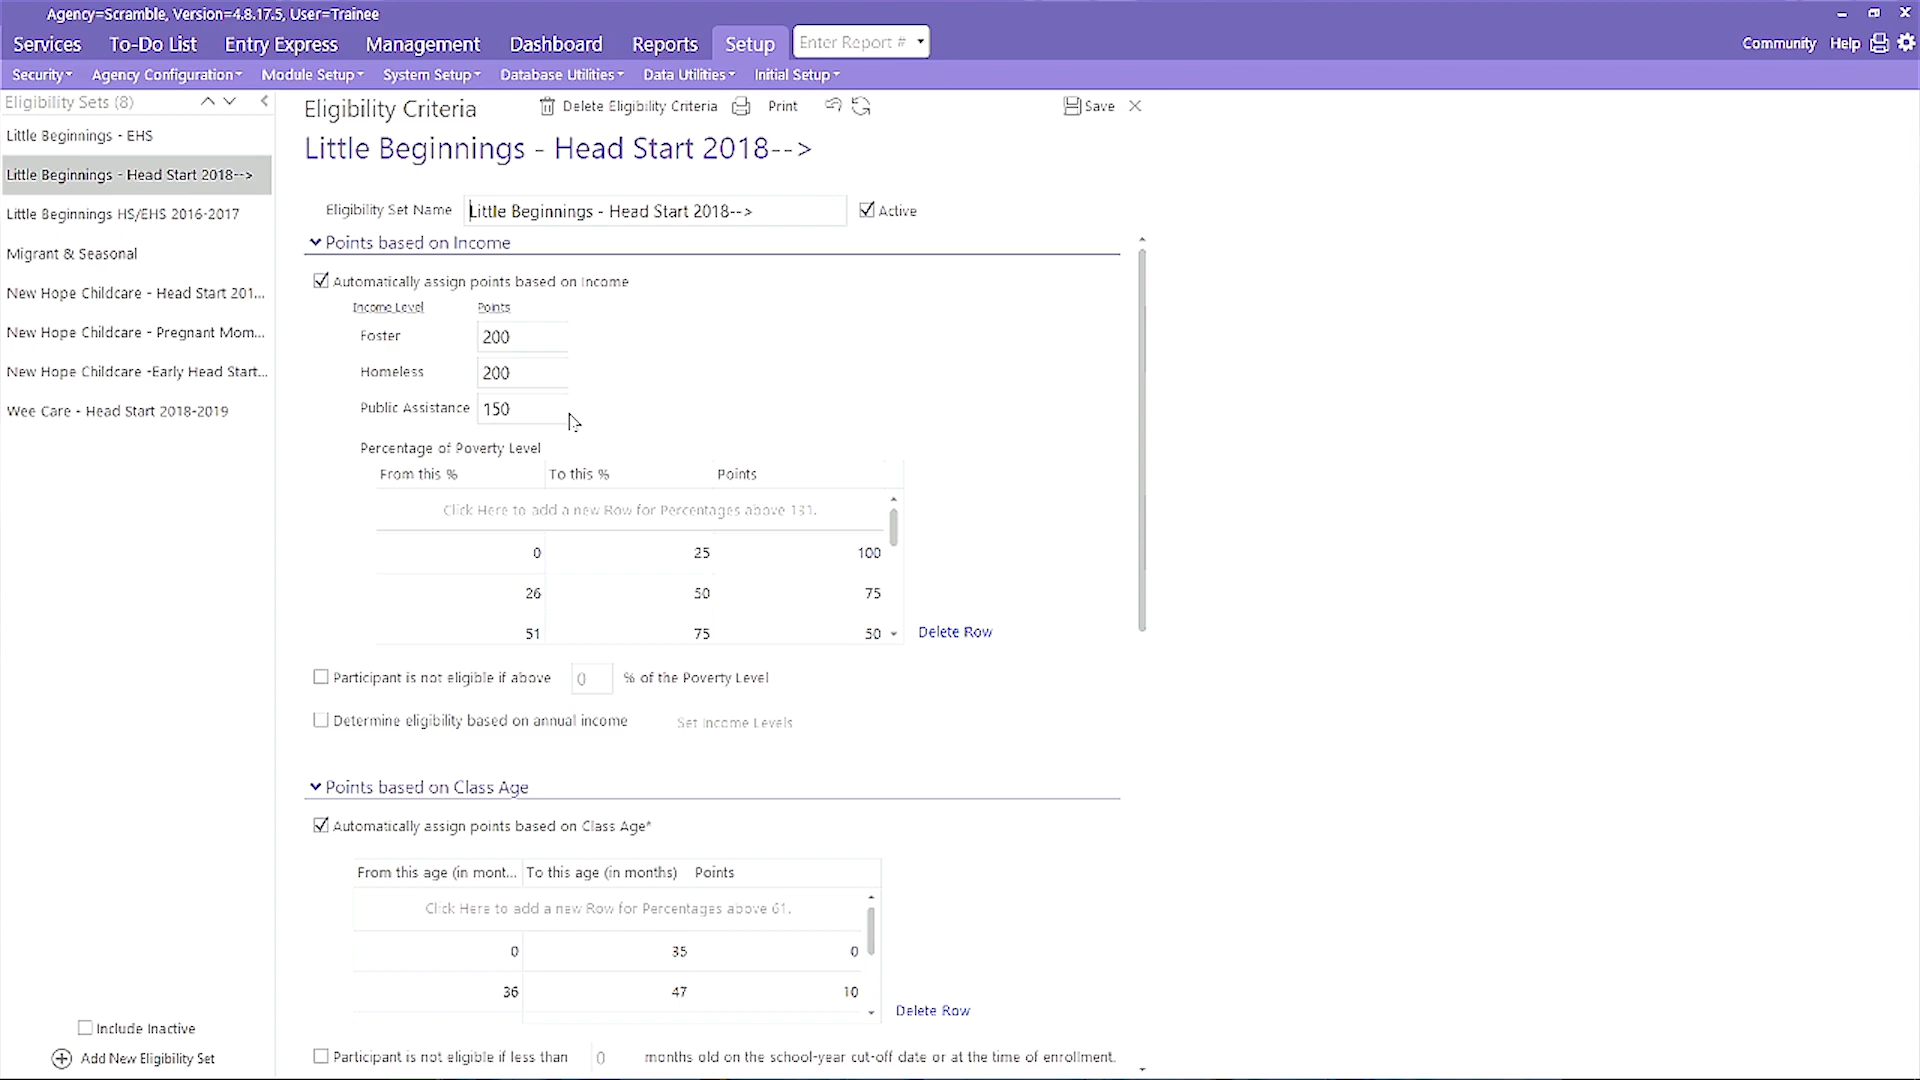 Agency=Scramble, Version=4.8.17.5, User=Trainee
Services To-Do List Entry Express Management Dashboard Reports Setup Enter Report # Community Help
Security Agency Configuration Module Setup System Setup Database Utilities Data Utilities Initial Setup
Eligibility Sets (8)
Little Beginnings - EHS
Little Beginnings - Head Start 2018-->
Little Beginnings HS/EHS 2016-2017
Migrant & Seasonal
New Hope Childcare - Head Start 201...
New Hope Childcare - Pregnant Mom...
New Hope Childcare -Early Head Start...
Wee Care - Head Start 2018-2019
Include Inactive
Add New Eligibility Set
Eligibility Criteria Delete Eligibility Criteria Print Save
Little Beginnings - Head Start 2018-->
Eligibility Set Name Little Beginnings - Head Start 2018--> Active
Points based on Income
Automatically assign points based on Income
Income Level Points
Foster 200
Homeless 200
Public Assistance 150
Percentage of Poverty Level
From this % To this % Points
Click Here to add a new Row for Percentages above 131.
0 25 100
26 50 75
51 75 50 Delete Row
Participant is not eligible if above 0 % of the Poverty Level
Determine eligibility based on annual income Set Income Levels
Points based on Class Age
Automatically assign points based on Class Age*
From this age (in mont... To this age (in months) Points
Click Here to add a new Row for Percentages above 61.
0 35 0
36 47 10
Delete Row
Participant is not eligible if less than 0 months old on the school-year cut-off date or at the time of enrollment.